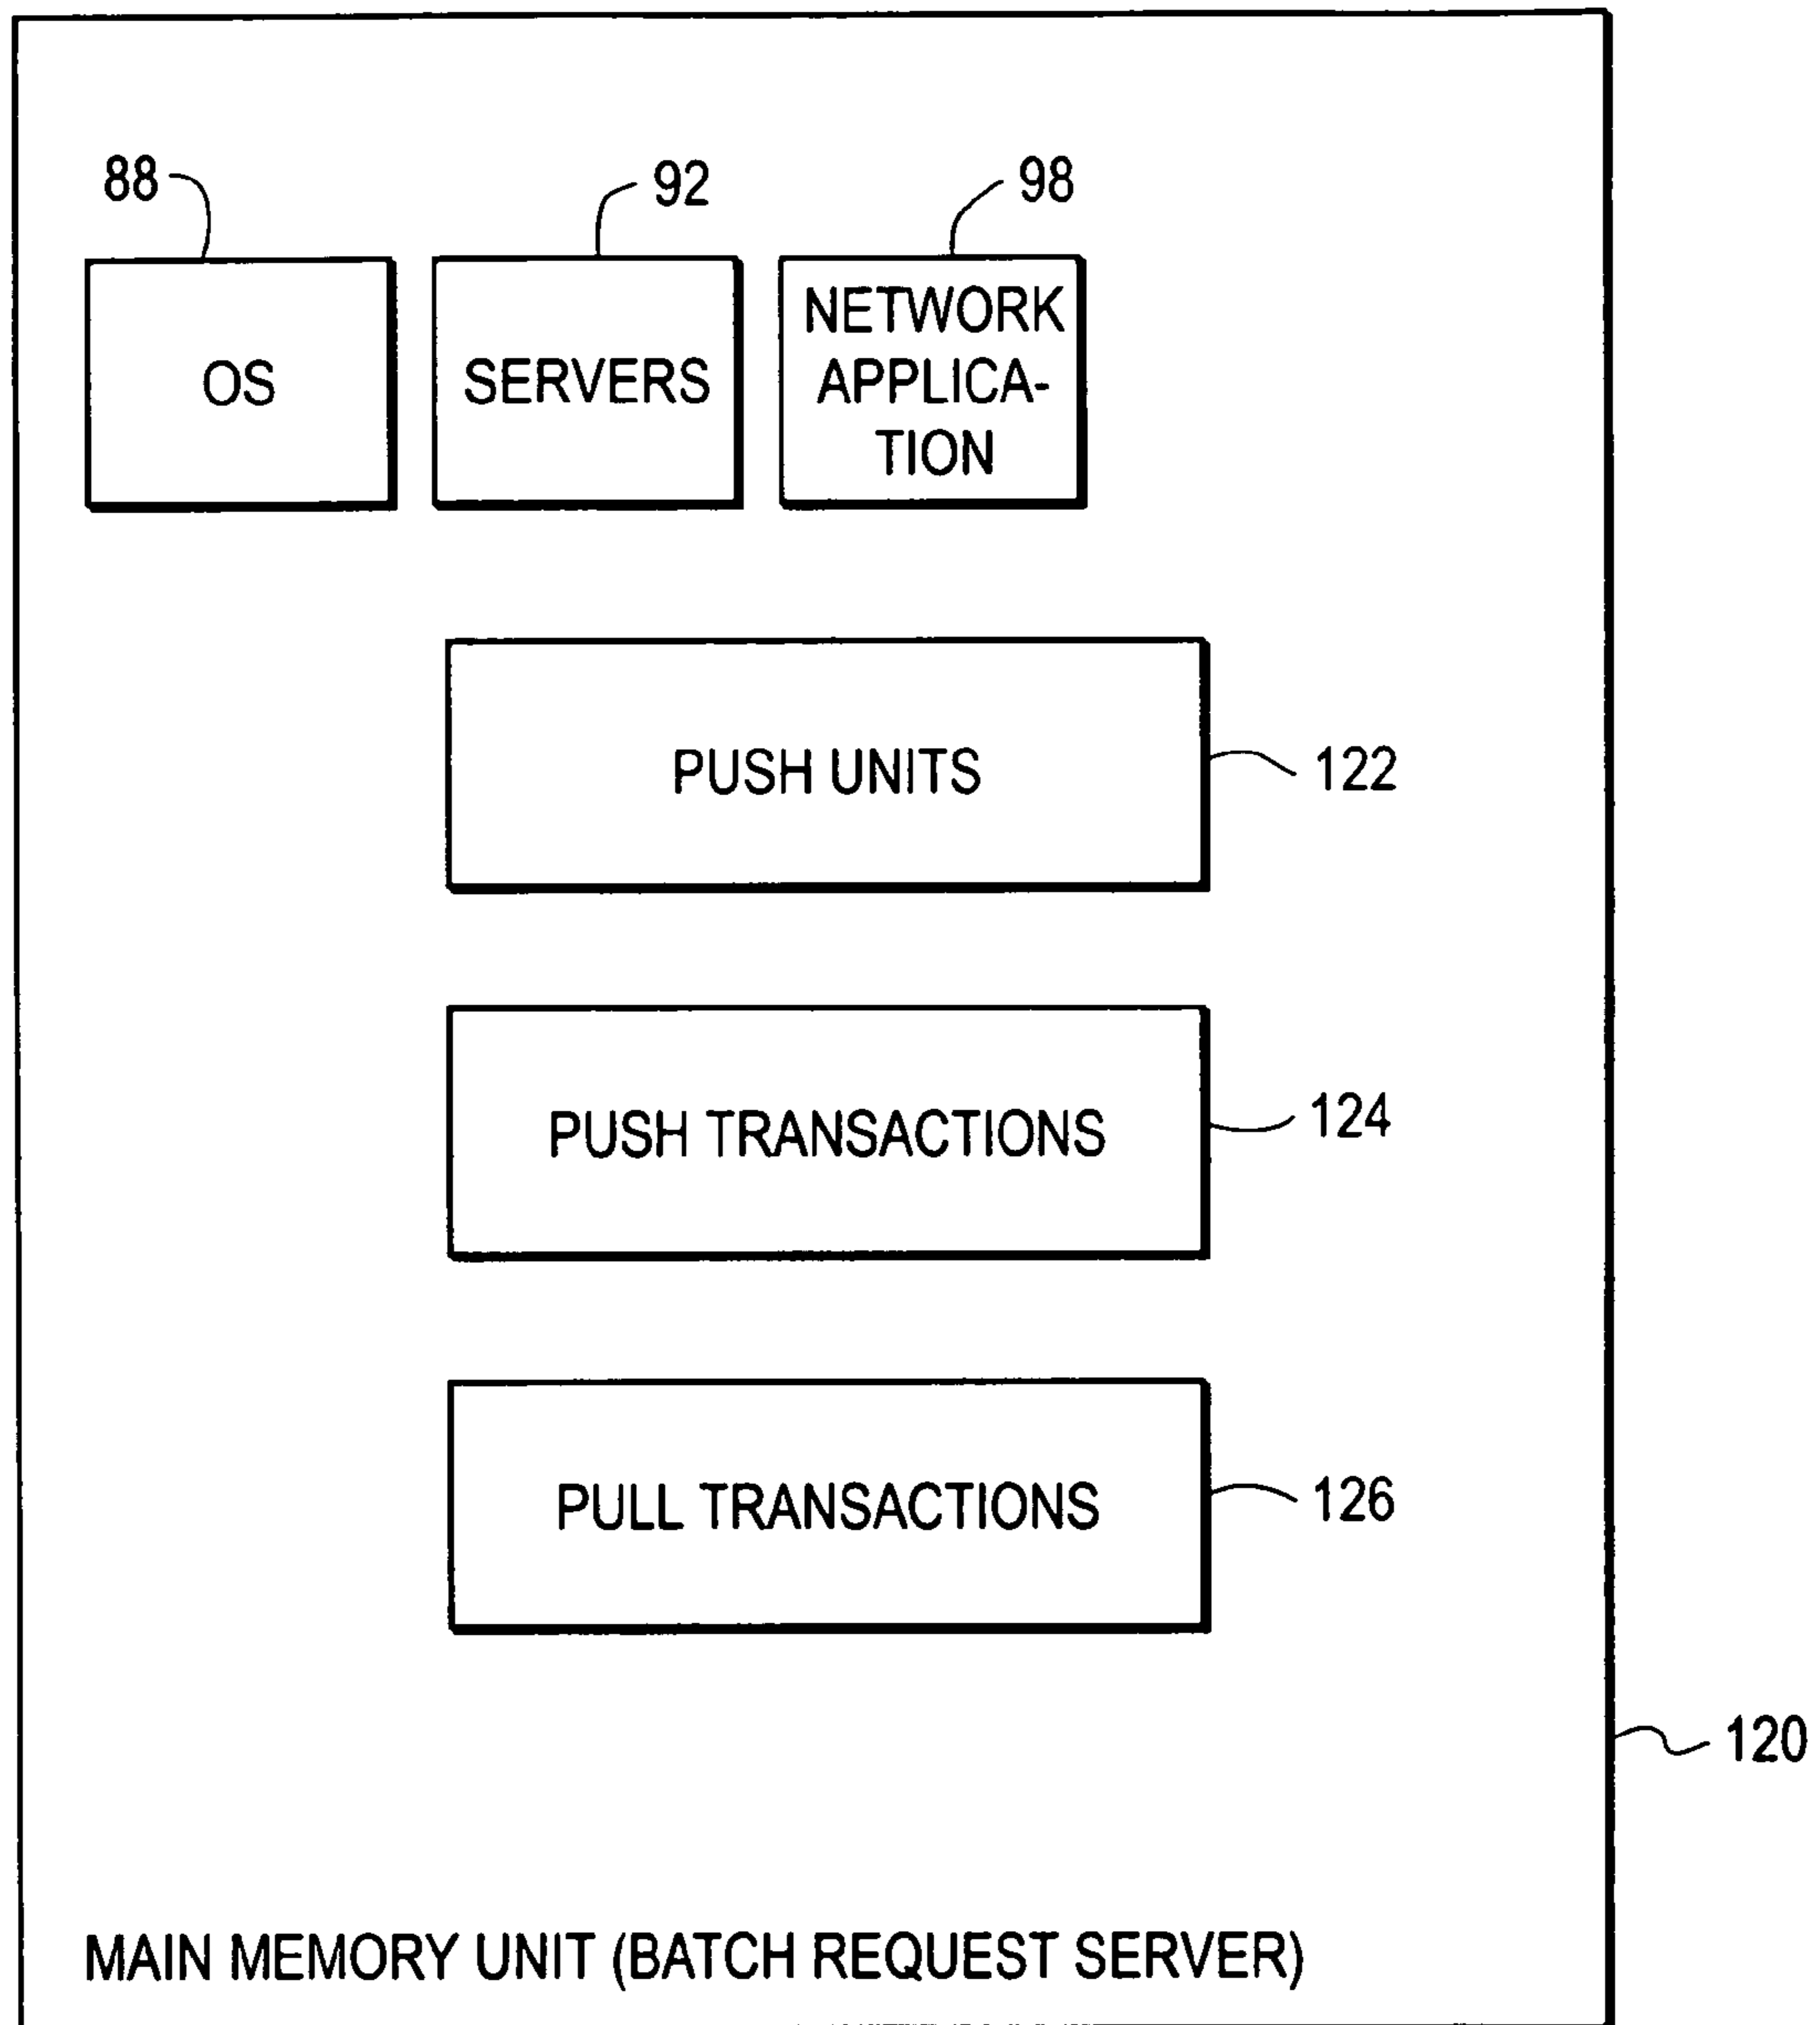 88
92
98
OS
SERVERS
NETWORK
APPLICA-
TION
PUSH UNITS
122
PUSH TRANSACTIONS
124
PULL TRANSACTIONS
126
120
MAIN MEMORY UNIT (BATCH REQUEST SERVER)